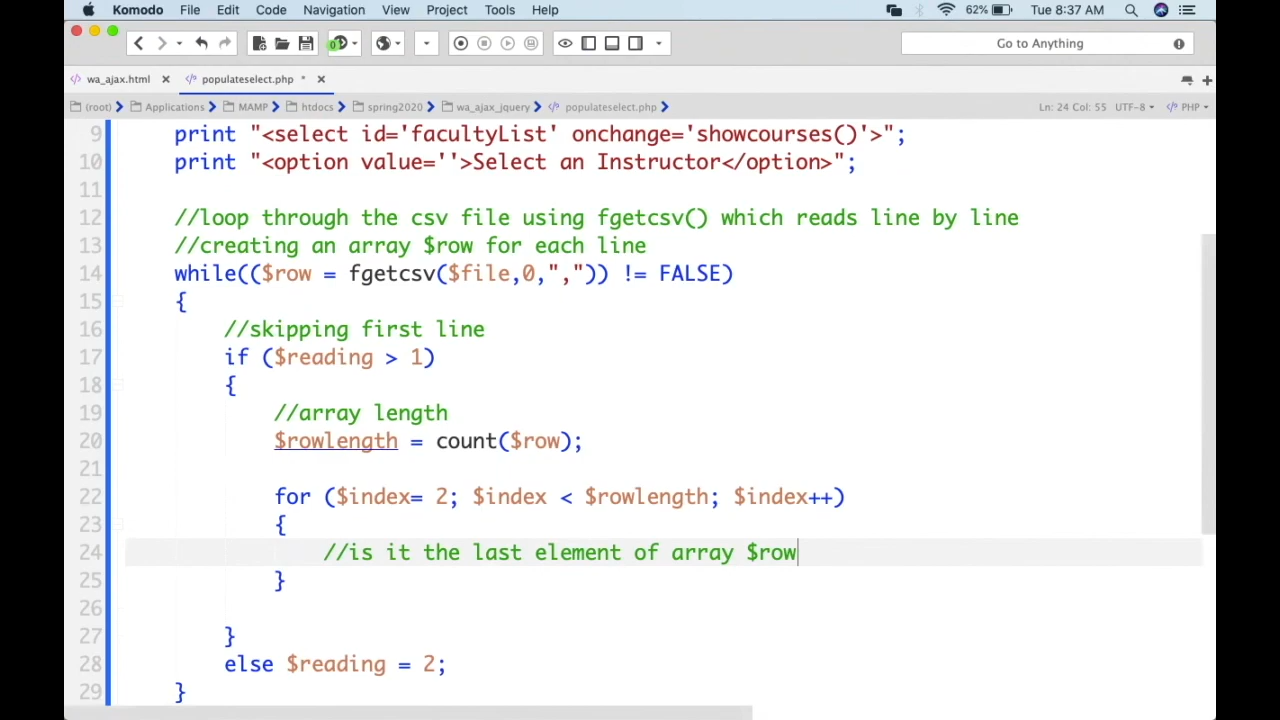 Komodo File Edit Code Navigation View Project Tools Help 62% Tue 8:37 AM
Go to Anything
wa_ajax.html populateselect.php *
(root) Applications MAMP htdocs spring2020 wa_ajax_jquery populateselect.php Ln: 24 Col: 55 UTF-8 PHP
9 print "<select id='facultyList' onchange='showcourses()'>";
10 print "<option value=''>Select an Instructor</option>";
11
12 //loop through the csv file using fgetcsv() which reads line by line
13 //creating an array $row for each line
14 while(($row = fgetcsv($file,0,",")) != FALSE)
15 {
16 //skipping first line
17 if ($reading > 1)
18 {
19 //array length
20 $rowlength = count($row);
21
22 for ($index= 2; $index < $rowlength; $index++)
23 {
24 //is it the last element of array $row
25 }
26
27 }
28 else $reading = 2;
29 }